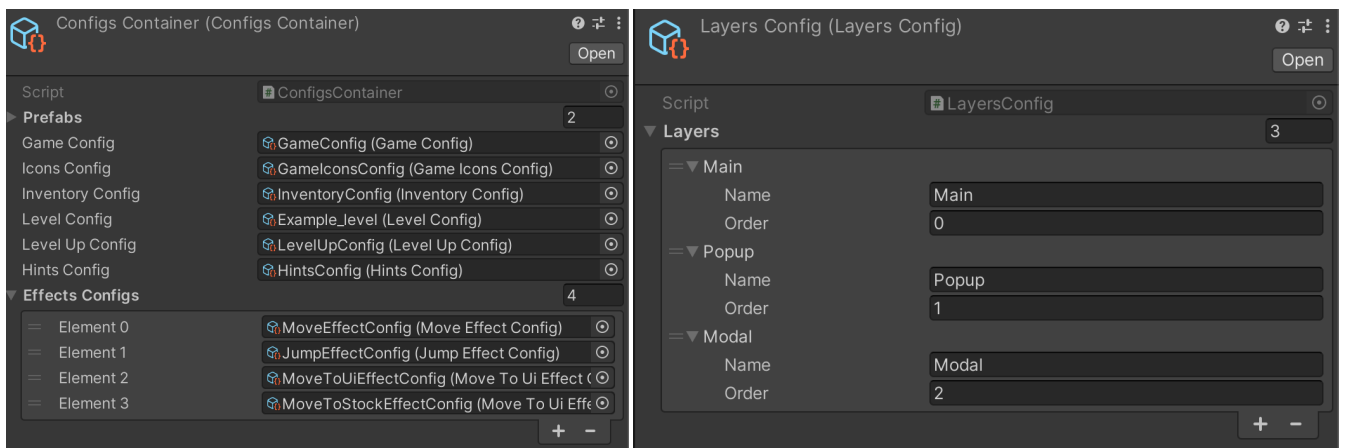 Configs Container (Configs Container)
Open
Script ConfigsContainer
Prefabs 2
Game Config GameConfig (Game Config)
Icons Config GameIconsConfig (Game Icons Config)
Inventory Config InventoryConfig (Inventory Config)
Level Config Example_level (Level Config)
Level Up Config LevelUpConfig (Level Up Config)
Hints Config HintsConfig (Hints Config)
Effects Configs 4
Element 0 MoveEffectConfig (Move Effect Config)
Element 1 JumpEffectConfig (Jump Effect Config)
Element 2 MoveToUiEffectConfig (Move To Ui Effect C
Element 3 MoveToStockEffectConfig (Move To Ui Effe
+ −
Layers Config (Layers Config)
Open
Script LayersConfig
Layers 3
Main
Name Main
Order 0
Popup
Name Popup
Order 1
Modal
Name Modal
Order 2
+ −